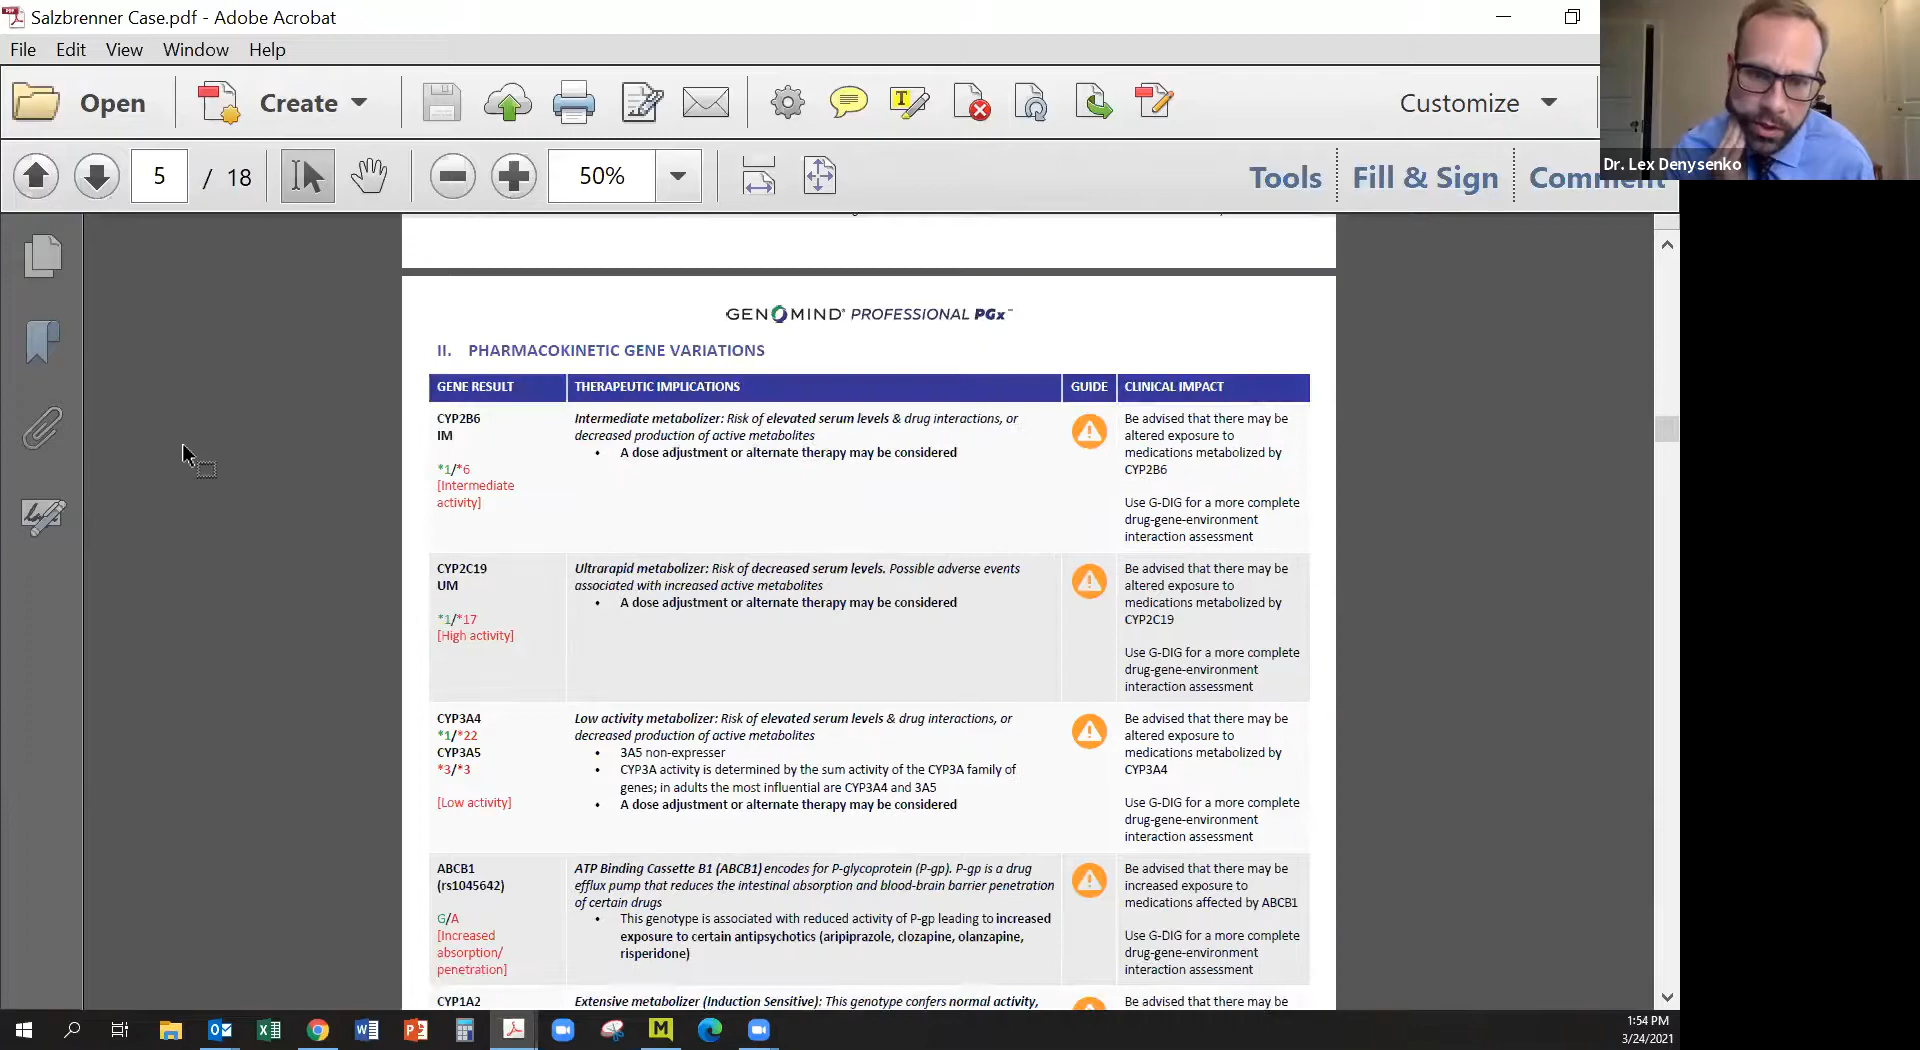 Salzbrenner Case.pdf - Adobe Acrobat
File Edit View Window Help
Open Create Customize
5 / 18 50% Tools Fill & Sign Comment
Dr. Lex Denysenko
GENOMIND® PROFESSIONAL PGx™
II. PHARMACOKINETIC GENE VARIATIONS
GENE RESULT THERAPEUTIC IMPLICATIONS GUIDE CLINICAL IMPACT
CYP2B6
IM
*1/*6
[Intermediate
activity]
Intermediate metabolizer: Risk of elevated serum levels & drug interactions, or
decreased production of active metabolites
• A dose adjustment or alternate therapy may be considered
Be advised that there may be
altered exposure to
medications metabolized by
CYP2B6
Use G-DIG for a more complete
drug-gene-environment
interaction assessment
CYP2C19
UM
*1/*17
[High activity]
Ultrarapid metabolizer: Risk of decreased serum levels. Possible adverse events
associated with increased active metabolites
• A dose adjustment or alternate therapy may be considered
Be advised that there may be
altered exposure to
medications metabolized by
CYP2C19
Use G-DIG for a more complete
drug-gene-environment
interaction assessment
CYP3A4
*1/*22
CYP3A5
*3/*3
[Low activity]
Low activity metabolizer: Risk of elevated serum levels & drug interactions, or
decreased production of active metabolites
• 3A5 non-expresser
• CYP3A activity is determined by the sum activity of the CYP3A family of
genes; in adults the most influential are CYP3A4 and 3A5
• A dose adjustment or alternate therapy may be considered
Be advised that there may be
altered exposure to
medications metabolized by
CYP3A4
Use G-DIG for a more complete
drug-gene-environment
interaction assessment
ABCB1
(rs1045642)
G/A
[Increased
absorption/
penetration]
ATP Binding Cassette B1 (ABCB1) encodes for P-glycoprotein (P-gp). P-gp is a drug
efflux pump that reduces the intestinal absorption and blood-brain barrier penetration
of certain drugs
• This genotype is associated with reduced activity of P-gp leading to increased
exposure to certain antipsychotics (aripiprazole, clozapine, olanzapine,
risperidone)
Be advised that there may be
increased exposure to
medications affected by ABCB1
Use G-DIG for a more complete
drug-gene-environment
interaction assessment
CYP1A2
Extensive metabolizer (Induction Sensitive): This genotype confers normal activity,
Be advised that there may be
1:54 PM
3/24/2021